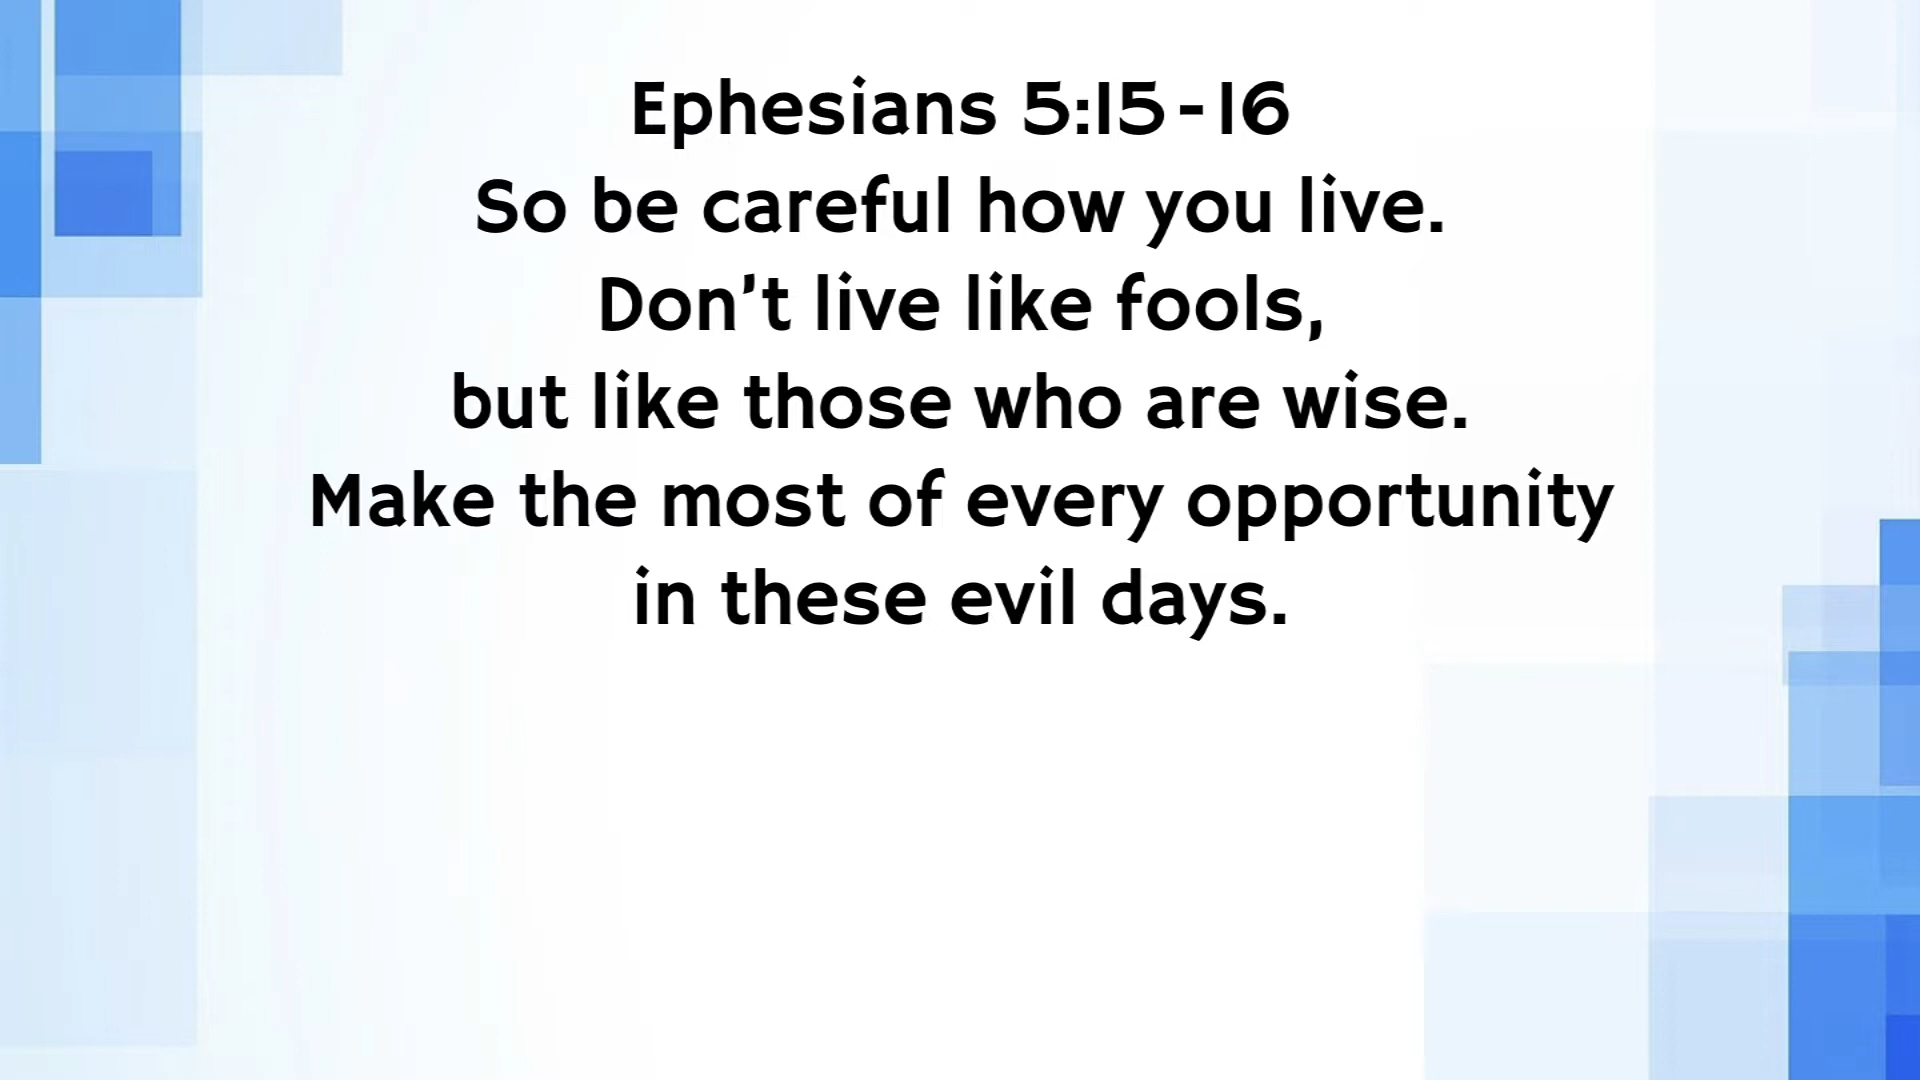 Ephesians 5:15-16
So be careful how you live.
Don’t live like fools,
but like those who are wise.
Make the most of every opportunity
in these evil days.